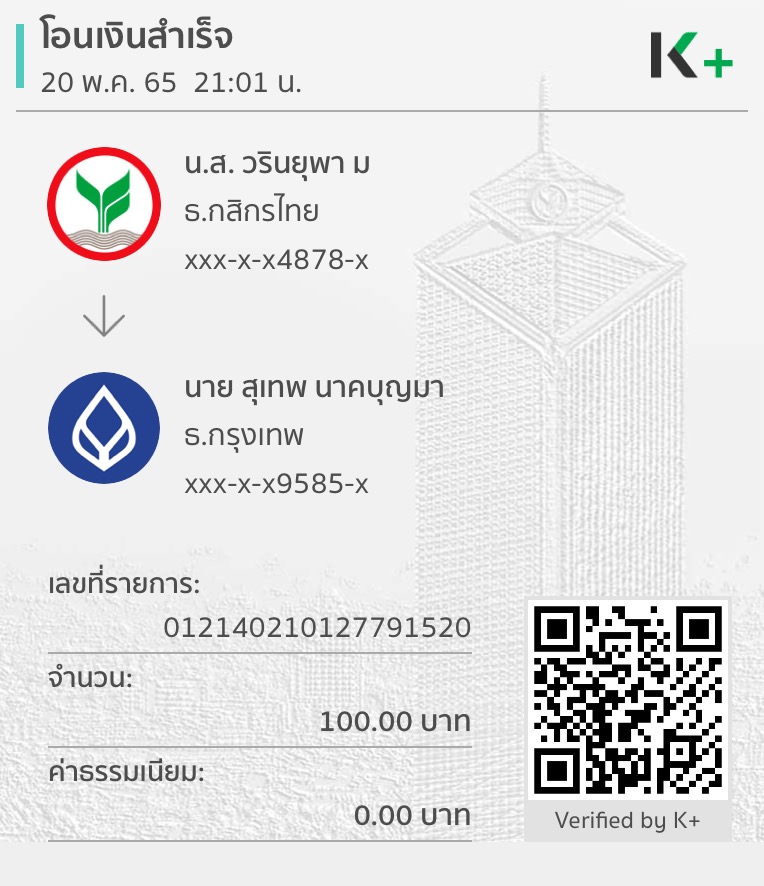 โอนเงินสำเร็จ
20 พ.ค. 65 21:01 น.
K+
น.ส. วรินยุพา ม
ธ.กสิกรไทย
xxx-x-x4878-x
นาย สุเทพ นาคบุญมา
ธ.กรุงเทพ
xxx-x-x9585-x
เลขที่รายการ:
012140210127791520
จำนวน:
100.00 บาท
ค่าธรรมเนียม:
0.00 บาท
Verified by K+